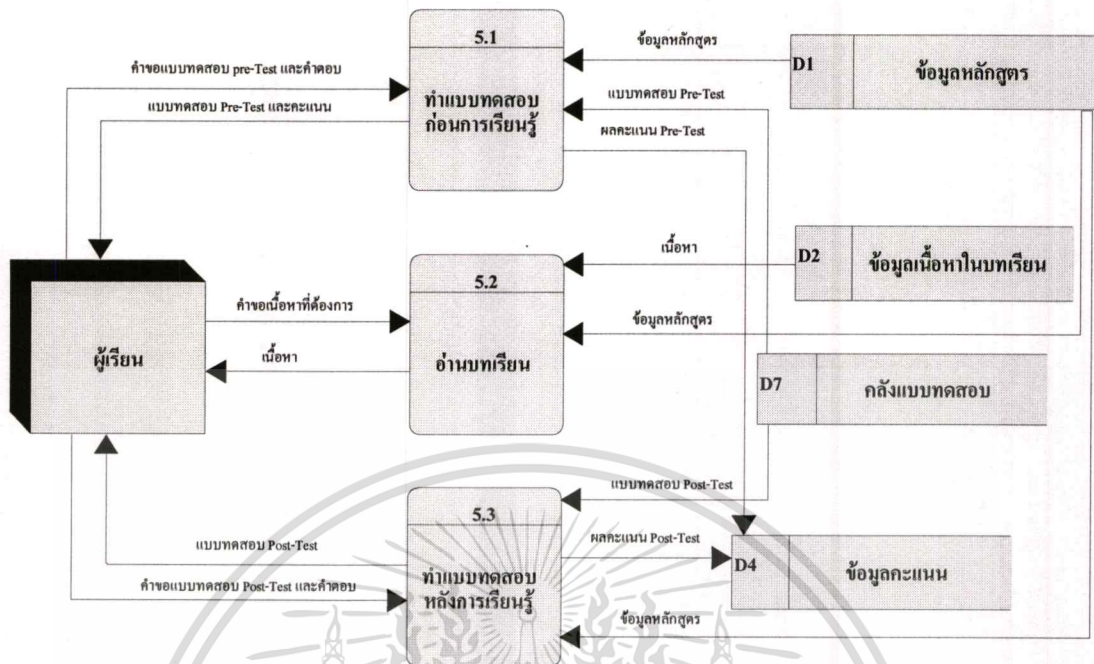 5.1
ทำแบบทดสอบ
ก่อนการเรียนรู้
คำขอแบบทดสอบ pre-Test และคำตอบ
แบบทดสอบ Pre-Test และคะแนน
ข้อมูลหลักสูตร
แบบทดสอบ Pre-Test
ผลคะแนน Pre-Test
D1 ข้อมูลหลักสูตร
ผู้เรียน
คำขอเนื้อหาที่ต้องการ
เนื้อหา
5.2
อ่านบทเรียน
เนื้อหา
ข้อมูลหลักสูตร
D2 ข้อมูลเนื้อหาในบทเรียน
D7 คลังแบบทดสอบ
แบบทดสอบ Post-Test
คำขอแบบทดสอบ Post-Test และคำตอบ
5.3
ทำแบบทดสอบ
หลังการเรียนรู้
แบบทดสอบ Post-Test
ผลคะแนน Post-Test
ข้อมูลหลักสูตร
D4 ข้อมูลคะแนน